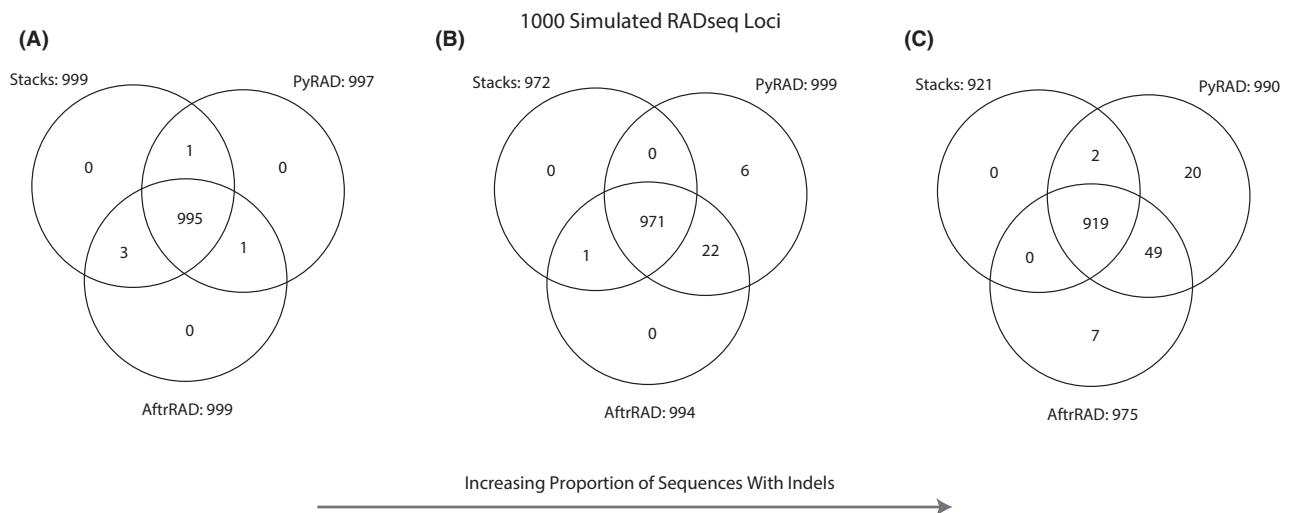 1000 Simulated RADseq Loci
(A)
Stacks: 999
PyRAD: 997
0
1
0
995
3
1
0
AftrRAD: 999
(B)
Stacks: 972
PyRAD: 999
0
0
6
971
1
22
0
AftrRAD: 994
(C)
Stacks: 921
PyRAD: 990
0
2
20
919
0
49
7
AftrRAD: 975
Increasing Proportion of Sequences With Indels